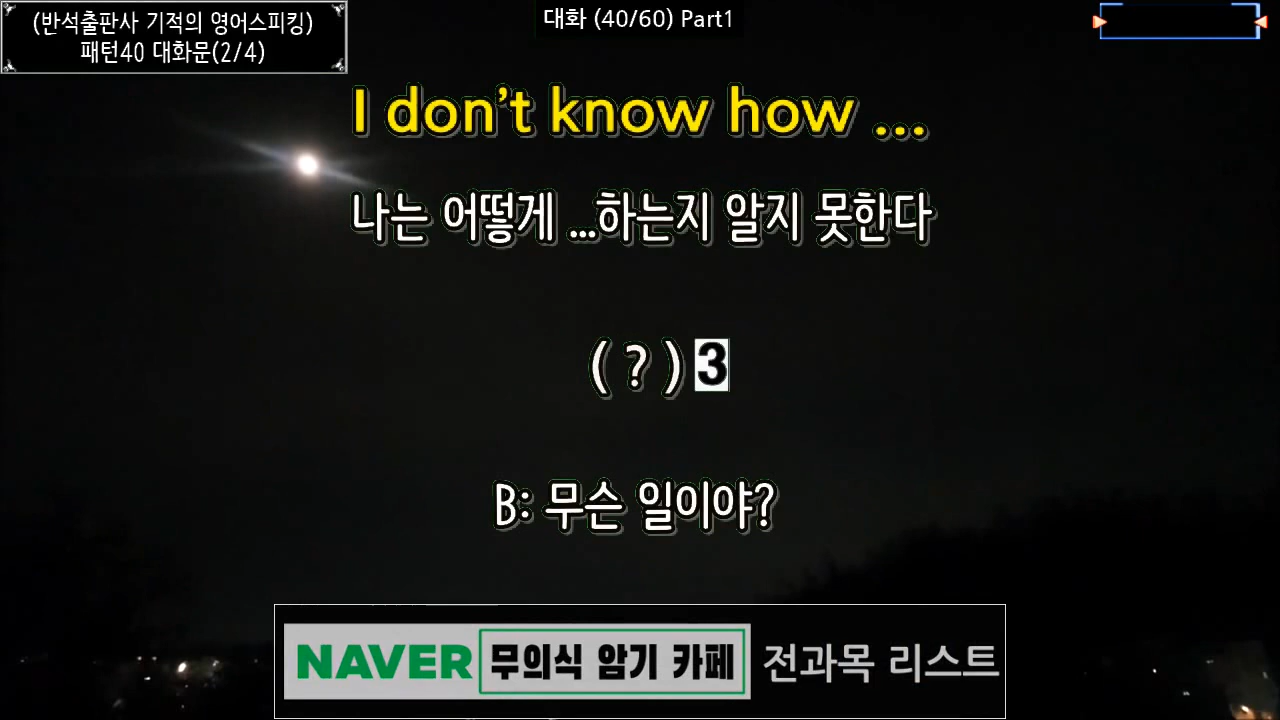 (반석출판사 기적의 영어스피킹)
패턴40 대화문(2/4)
대화 (40/60) Part1
I don't know how ...
나는 어떻게 ...하는지 알지 못한다
( ? ) 3
B: 무슨 일이야?
NAVER 무의식 암기 카페 전과목 리스트